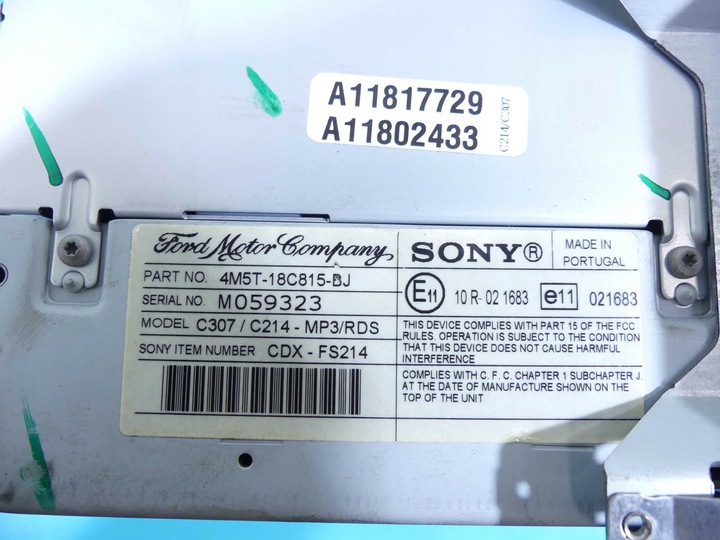 A11817729
A11802433
C214/C307
Ford Motor Company
PART NO. 4M5T-18C815-BJ
SERIAL NO. M059323
MODEL C307 / C214 - MP3/RDS
SONY ITEM NUMBER CDX - FS214
SONY®
MADE IN
PORTUGAL
E11 10 R- 02 1683 e11 021683
THIS DEVICE COMPLIES WITH PART 15 OF THE FCC
RULES. OPERATION IS SUBJECT TO THE CONDITION
THAT THIS DEVICE DOES NOT CAUSE HARMFUL
INTERFERENCE
COMPLIES WITH C. F. C. CHAPTER 1 SUBCHAPTER J.
AT THE DATE OF MANUFACTURE SHOWN ON THE
TOP OF THE UNIT